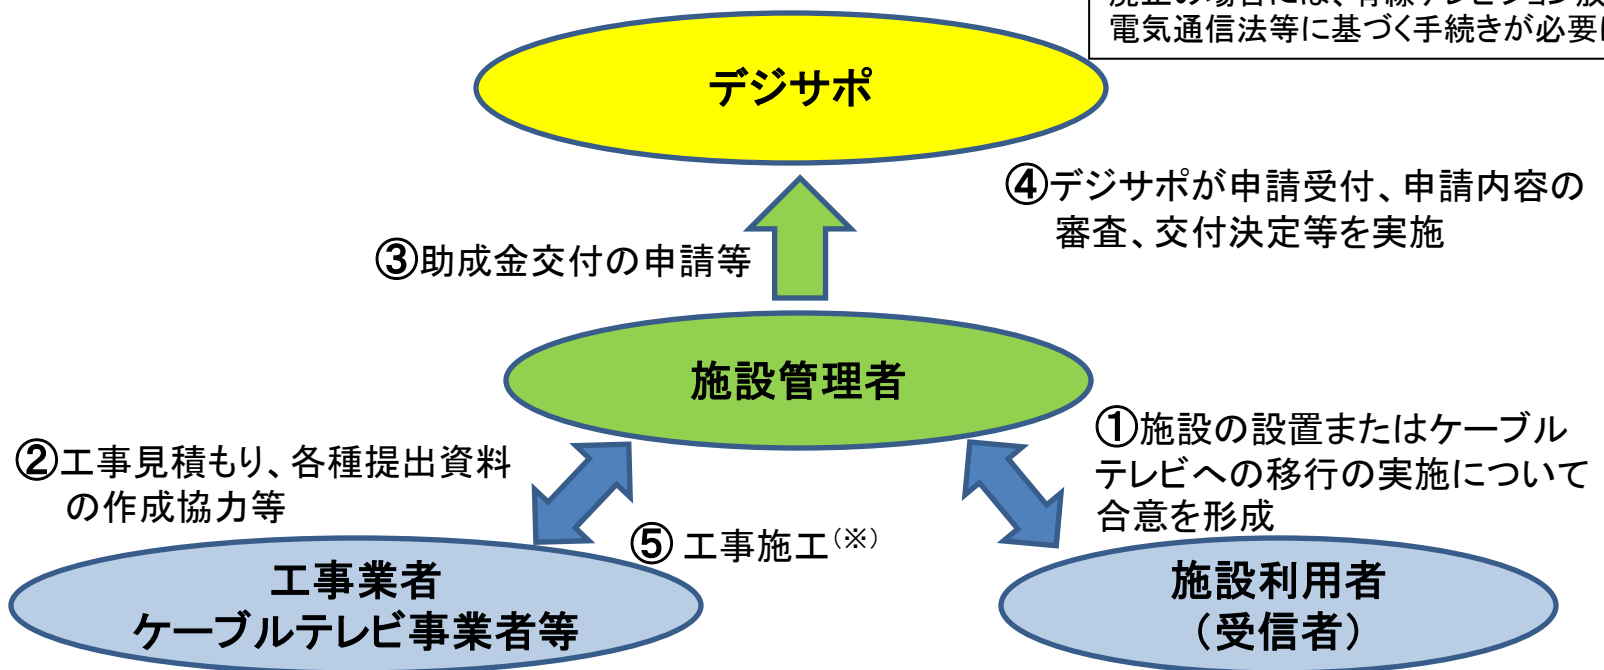 電気通信法等に基づく手続きが必要
デジサポ
④デジサポが申請受付、申請内容の
審査、交付決定等を実施
③助成金交付の申請等
施設管理者
①施設の設置またはケーブル
テレビへの移行の実施について
合意を形成
②工事見積もり、各種提出資料
の作成協力等
⑤ 工事施工(※)
工事業者
ケーブルテレビ事業者等
施設利用者
（受信者）